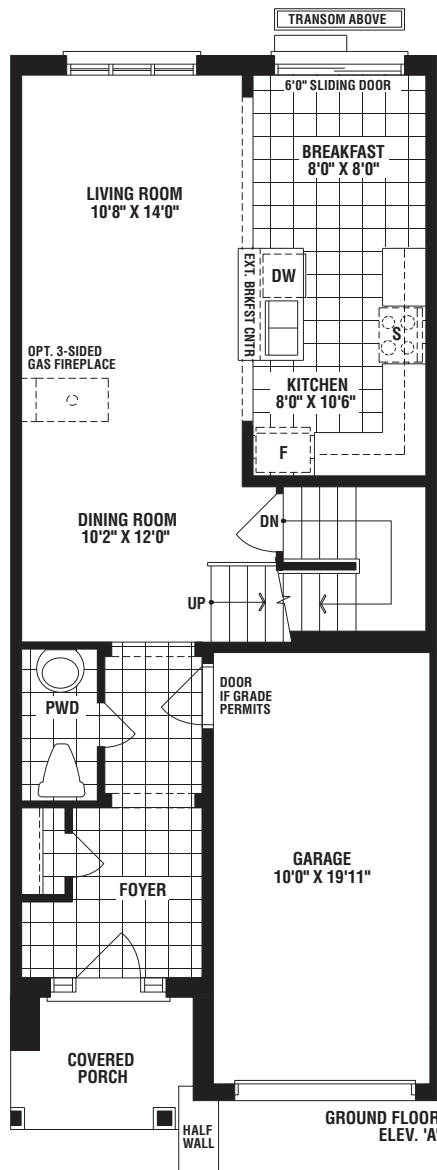 TRANSOM ABOVE
6'0" SLIDING DOOR
BREAKFAST
8'0" X 8'0"
LIVING ROOM
10'8" X 14'0"
EXT. BRKFST CNTR
DW
S
OPT. 3-SIDED
GAS FIREPLACE
KITCHEN
8'0" X 10'6"
F
DINING ROOM
10'2" X 12'0"
DN
UP
PWD
DOOR
IF GRADE
PERMITS
GARAGE
10'0" X 19'11"
FOYER
COVERED
PORCH
HALF
WALL
GROUND FLOOR
ELEV. 'A'